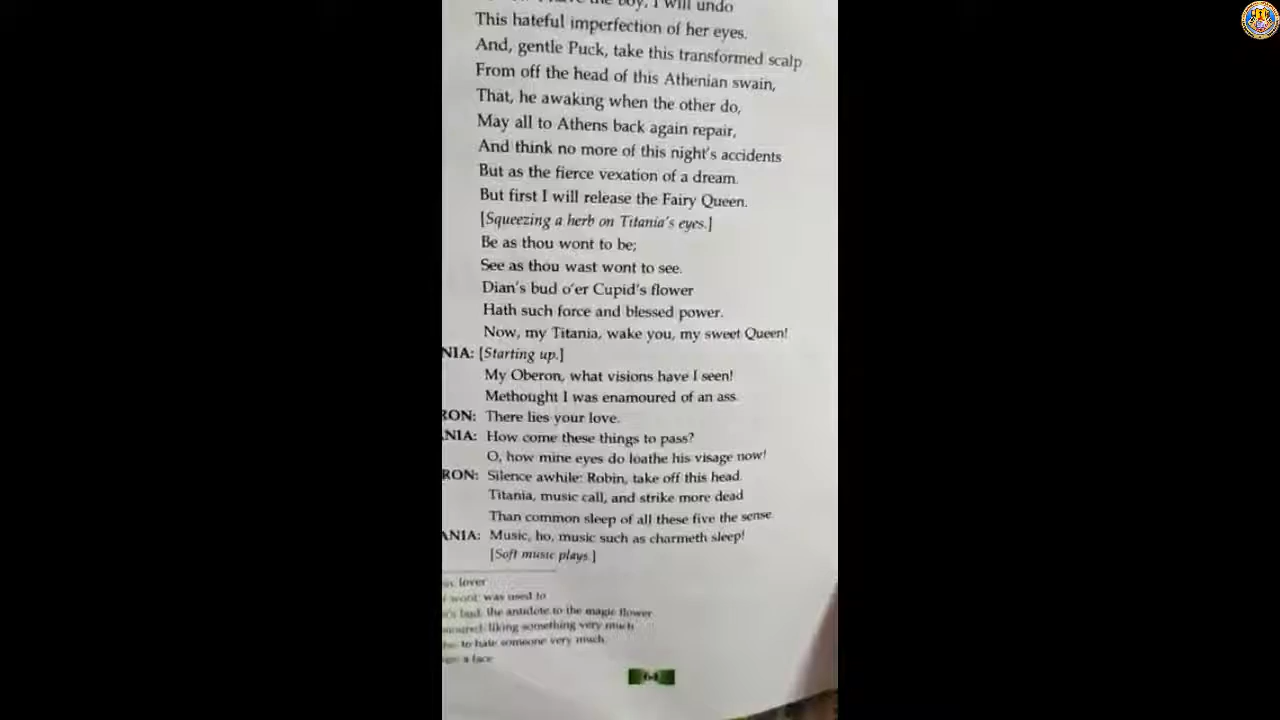 the boy, I will undo
This hateful imperfection of her eyes.
And, gentle Puck, take this transformed scalp
From off the head of this Athenian swain,
That, he awaking when the other do,
May all to Athens back again repair,
And think no more of this night's accidents
But as the fierce vexation of a dream.
But first I will release the Fairy Queen.
[Squeezing a herb on Titania's eyes.]
Be as thou wont to be;
See as thou wast wont to see.
Dian's bud o'er Cupid's flower
Hath such force and blessed power.
Now, my Titania, wake you, my sweet Queen!
NIA: [Starting up.]
My Oberon, what visions have I seen!
Methought I was enamoured of an ass.
RON: There lies your love.
NIA: How come these things to pass?
O, how mine eyes do loathe his visage now!
RON: Silence awhile: Robin, take off this head.
Titania, music call, and strike more dead
Than common sleep of all these five the sense.
ANIA: Music, ho, music such as charmeth sleep!
[Soft music plays.]
lover
wont: was used to
bud: the antidote to the magic flower
liking something very much
to hate someone very much
a face
64